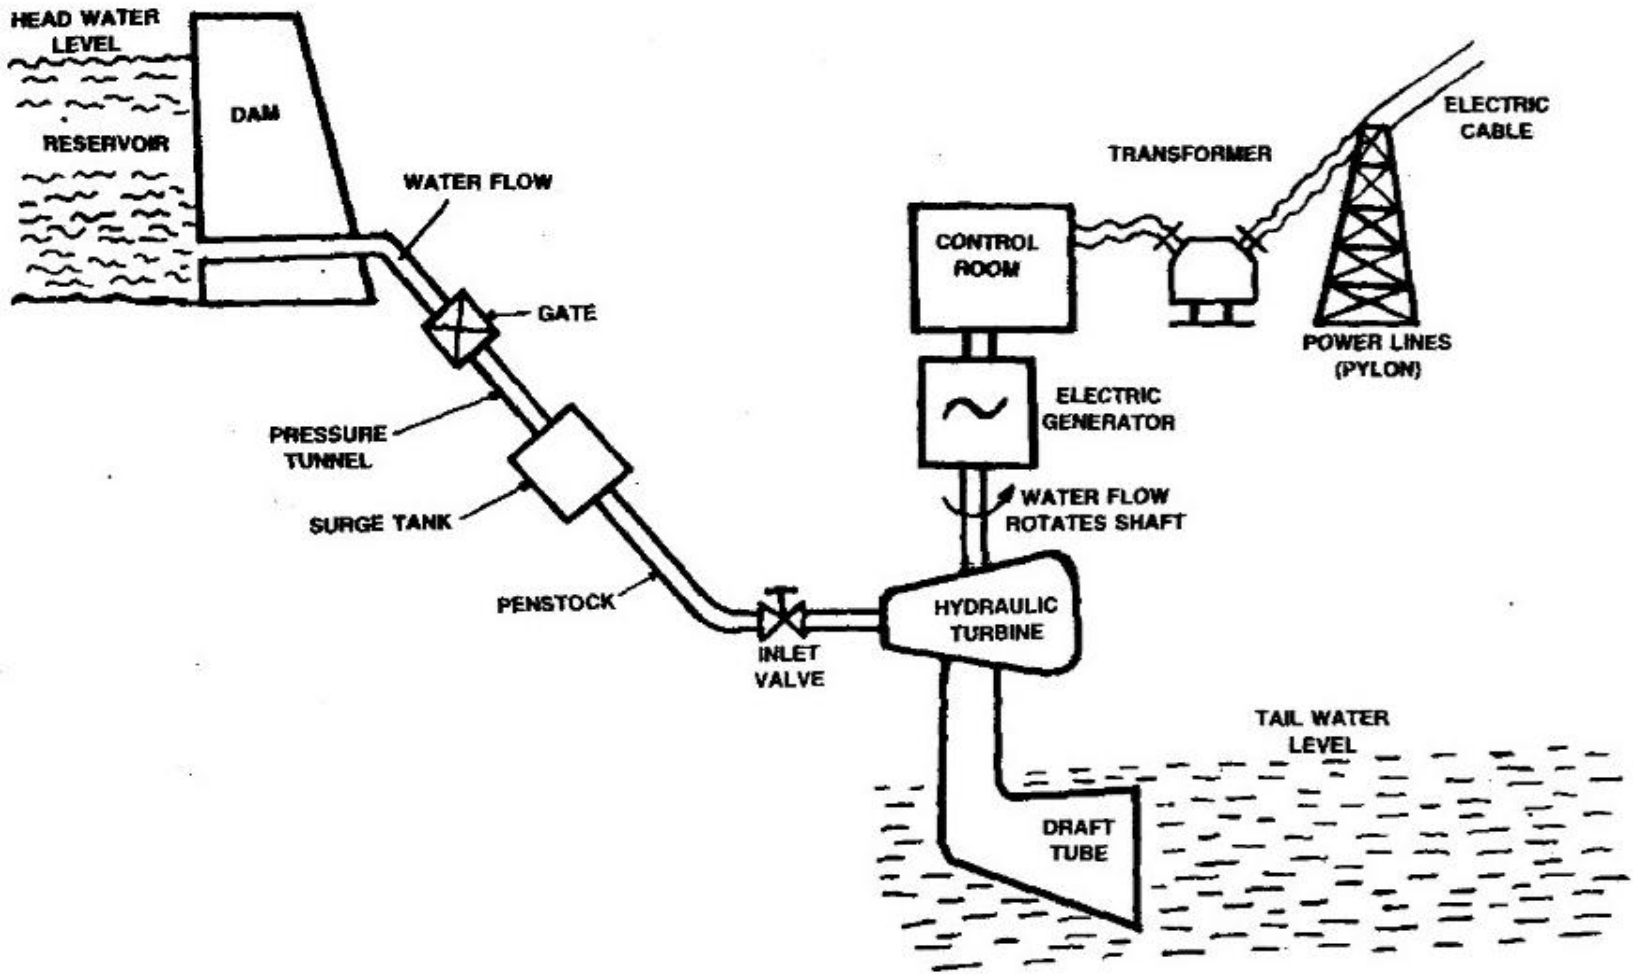 HEAD WATER
LEVEL
DAM
RESERVOIR
WATER FLOW
GATE
PRESSURE
TUNNEL
SURGE TANK
PENSTOCK
INLET
VALVE
HYDRAULIC
TURBINE
WATER FLOW
ROTATES SHAFT
ELECTRIC
GENERATOR
CONTROL
ROOM
TRANSFORMER
ELECTRIC
CABLE
POWER LINES
(PYLON)
TAIL WATER
LEVEL
DRAFT
TUBE